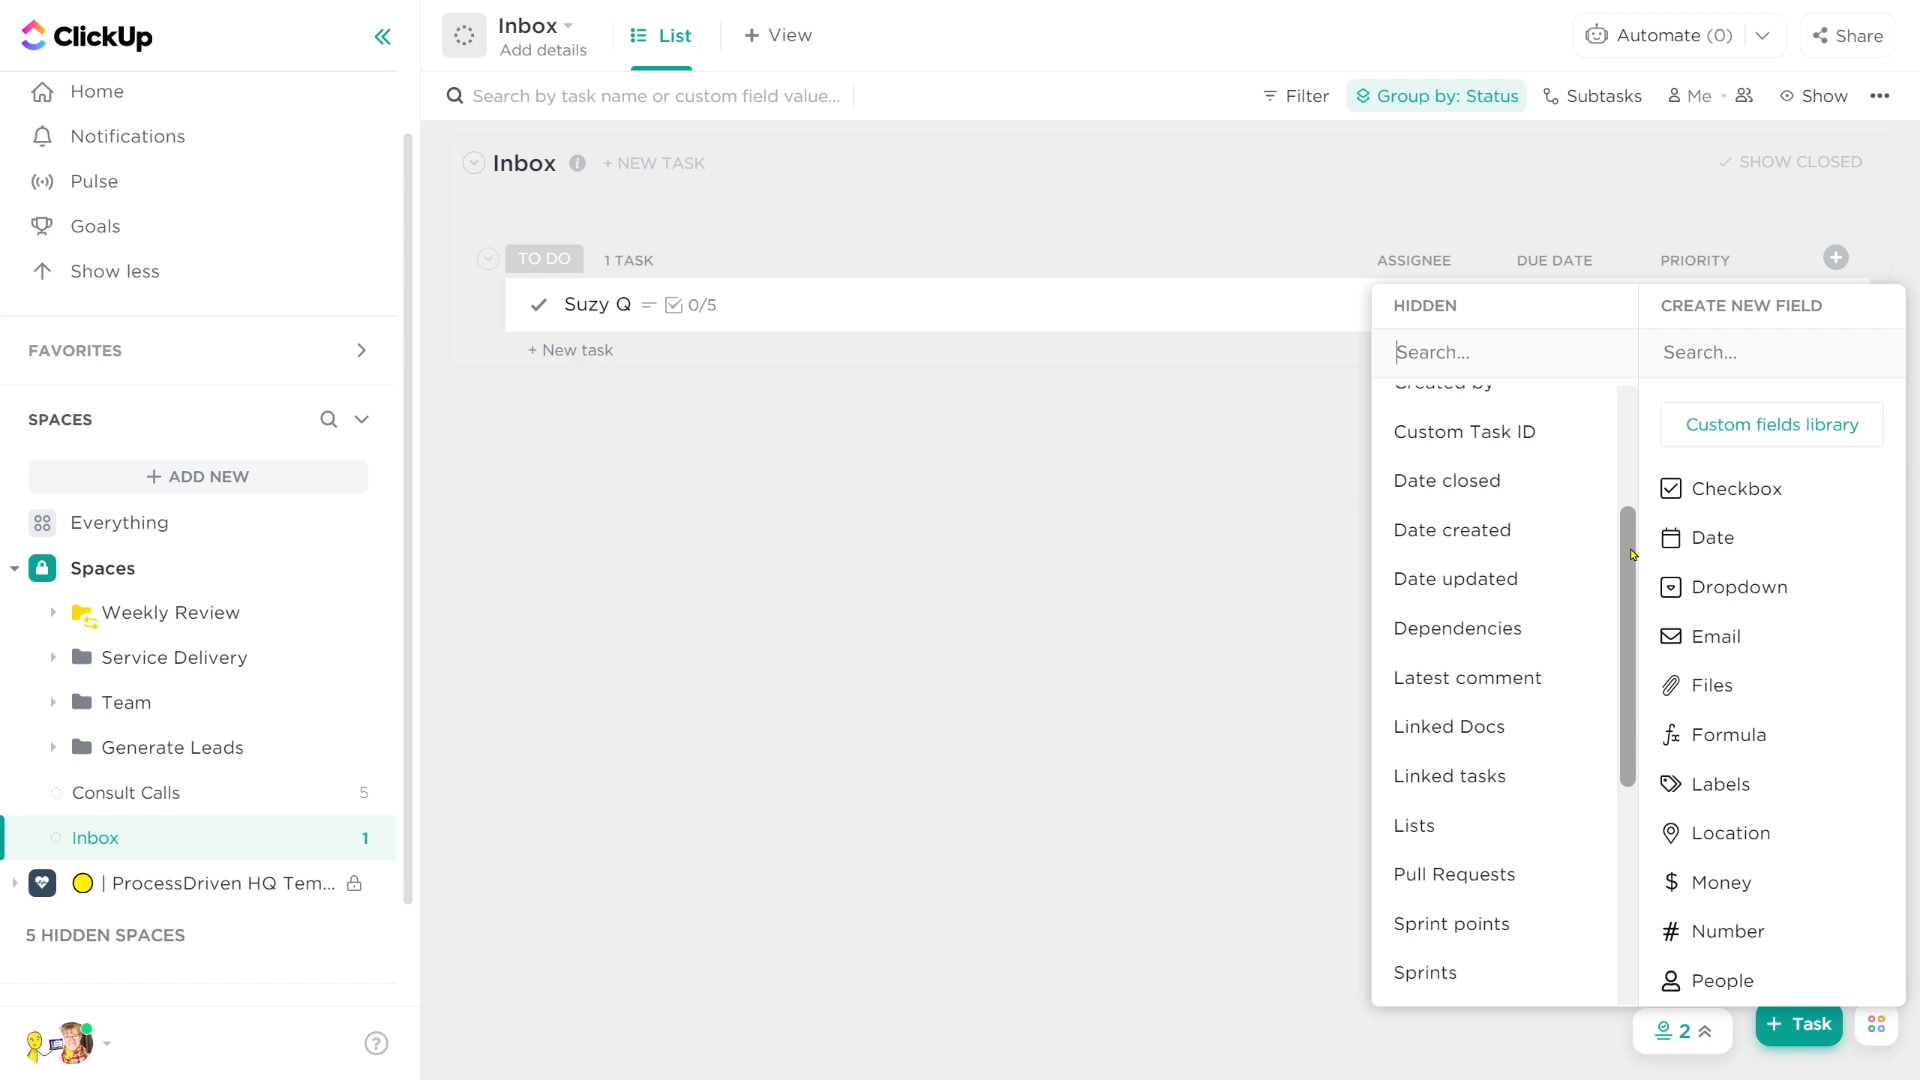 ClickUp
Home
Notifications
Pulse
Goals
Show less
FAVORITES
SPACES
ADD NEW
Everything
Spaces
Weekly Review
Service Delivery
Team
Generate Leads
Consult Calls 5
Inbox 1
| ProcessDriven HQ Tem...
5 HIDDEN SPACES
Inbox
Add details
List
+ View
Automate (0)
Share
Search by task name or custom field value...
Filter
Group by: Status
Subtasks
Me
Show
Inbox
+ NEW TASK
SHOW CLOSED
TO DO
1 TASK
ASSIGNEE
DUE DATE
PRIORITY
Suzy Q
0/5
+ New task
HIDDEN
Search...
Created by
Custom Task ID
Date closed
Date created
Date updated
Dependencies
Latest comment
Linked Docs
Linked tasks
Lists
Pull Requests
Sprint points
Sprints
CREATE NEW FIELD
Search...
Custom fields library
Checkbox
Date
Dropdown
Email
Files
Formula
Labels
Location
Money
Number
People
2
+ Task